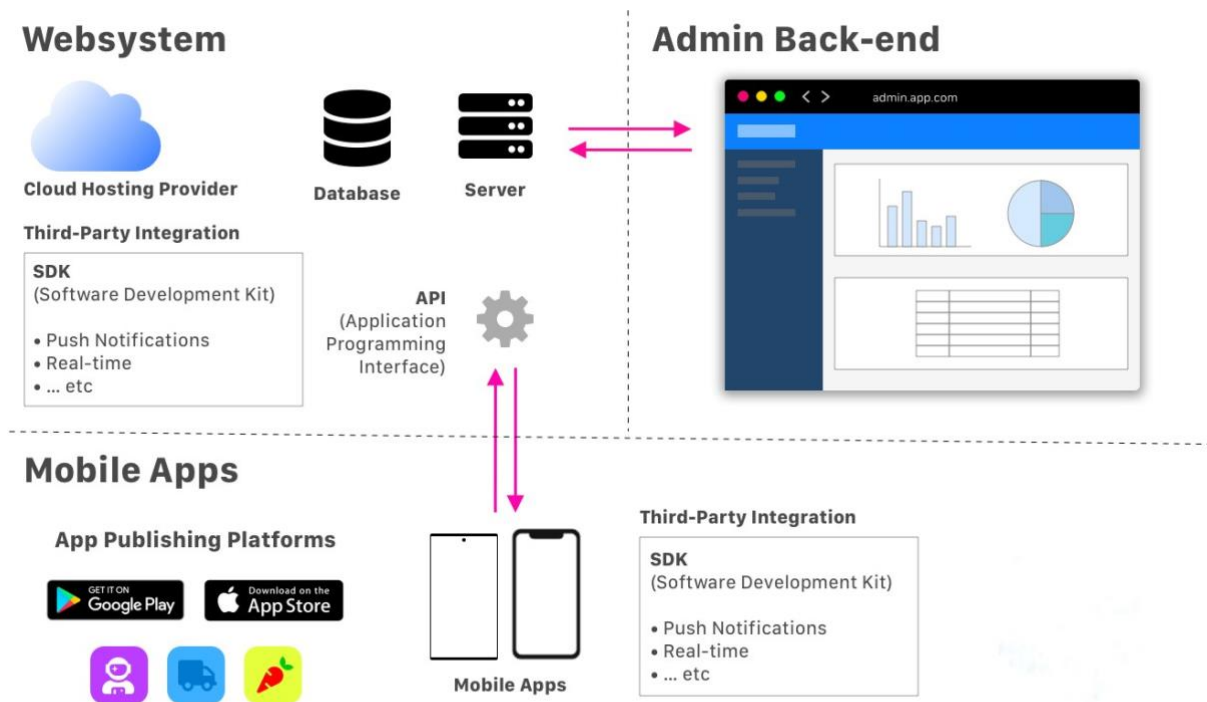 Websystem
Cloud Hosting Provider
Database
Server
Third-Party Integration
SDK
(Software Development Kit)
• Push Notifications
• Real-time
• ... etc
API
(Application
Programming
Interface)
Admin Back-end
admin.app.com
Mobile Apps
App Publishing Platforms
GET IT ON
Google Play
Download on the
App Store
Mobile Apps
Third-Party Integration
SDK
(Software Development Kit)
• Push Notifications
• Real-time
• ... etc